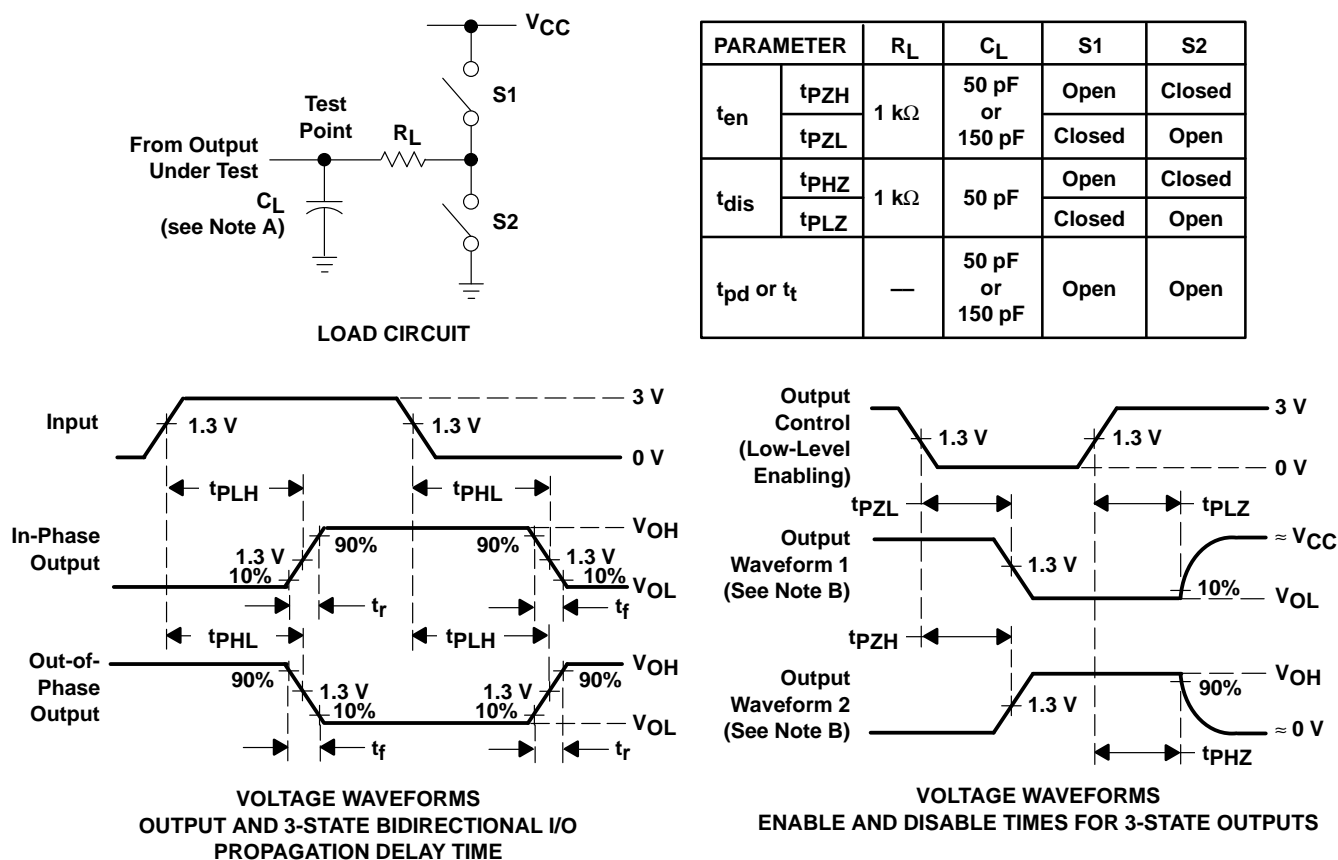 VCC
S1
Test
Point
RL
From Output
Under Test
CL
(see Note A)
S2
LOAD CIRCUIT
PARAMETER RL CL S1 S2
ten tPZH 1 kΩ 50 pF or 150 pF Open Closed
tPZL Closed Open
tdis tPHZ 1 kΩ 50 pF Open Closed
tPLZ Closed Open
tpd or tt — 50 pF or 150 pF Open Open
Input
1.3 V
1.3 V
3 V
0 V
tPLH
tPHL
In-Phase
Output
1.3 V
10%
90%
90%
1.3 V
10%
VOH
VOL
tr
tf
tPHL
tPLH
Out-of-
Phase
Output
90%
1.3 V
10%
1.3 V
10%
90%
VOH
VOL
tf
tr
VOLTAGE WAVEFORMS
OUTPUT AND 3-STATE BIDIRECTIONAL I/O
PROPAGATION DELAY TIME
Output
Control
(Low-Level
Enabling)
1.3 V
1.3 V
3 V
0 V
tPZL
tPLZ
Output
Waveform 1
(See Note B)
1.3 V
10%
≈ VCC
VOL
tPZH
Output
Waveform 2
(See Note B)
1.3 V
90%
VOH
≈ 0 V
tPHZ
VOLTAGE WAVEFORMS
ENABLE AND DISABLE TIMES FOR 3-STATE OUTPUTS